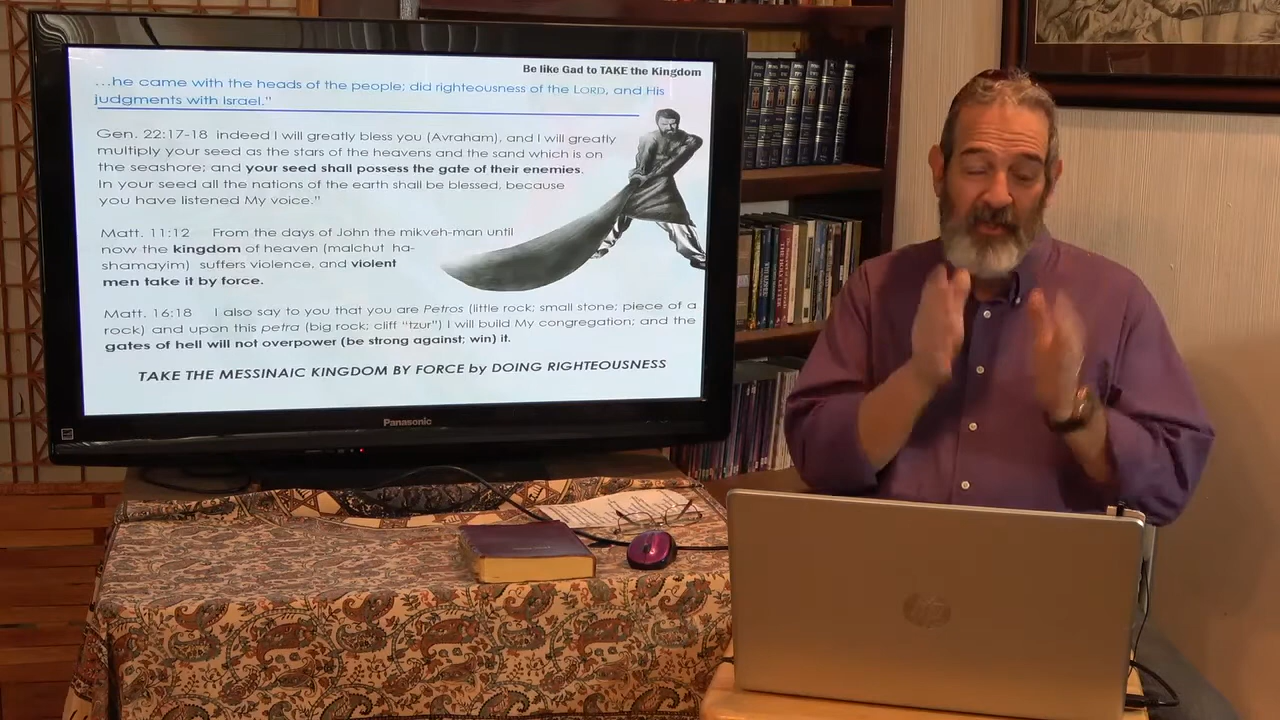 Be like Gad to TAKE the Kingdom
…he came with the heads of the people; did righteousness of the LORD, and His
judgments with Israel."
Gen. 22:17-18 indeed I will greatly bless you (Avraham), and I will greatly
multiply your seed as the stars of the heavens and the sand which is on
the seashore; and your seed shall possess the gate of their enemies.
In your seed all the nations of the earth shall be blessed, because
you have listened My voice."
Matt. 11:12 From the days of John the mikveh-man until
now the kingdom of heaven (malchut ha-
shamayim) suffers violence, and violent
men take it by force.
Matt. 16:18 I also say to you that you are Petros (little rock; small stone; piece of a
rock) and upon this petra (big rock; cliff "tzur") I will build My congregation; and the
gates of hell will not overpower (be strong against; win) it.
TAKE THE MESSINAIC KINGDOM BY FORCE by DOING RIGHTEOUSNESS
Panasonic
hp